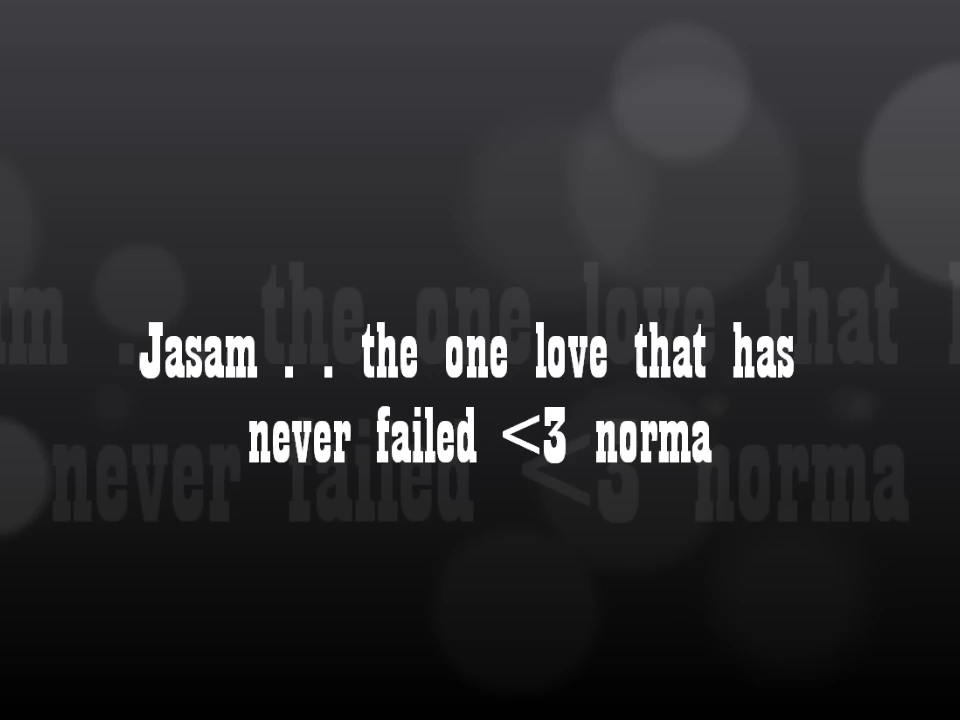 Jasam . . the one love that has
never failed <3 norma